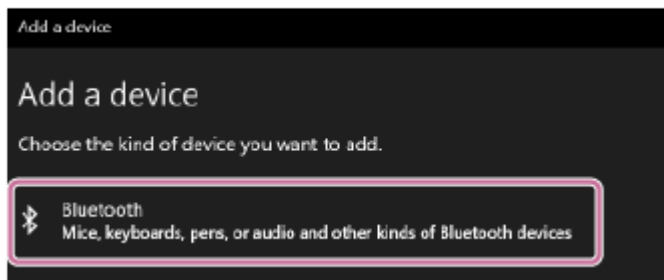 Add a device
Add a device
Choose the kind of device you want to add.
Bluetooth
Mice, keyboards, pens, or audio and other kinds of Bluetooth devices